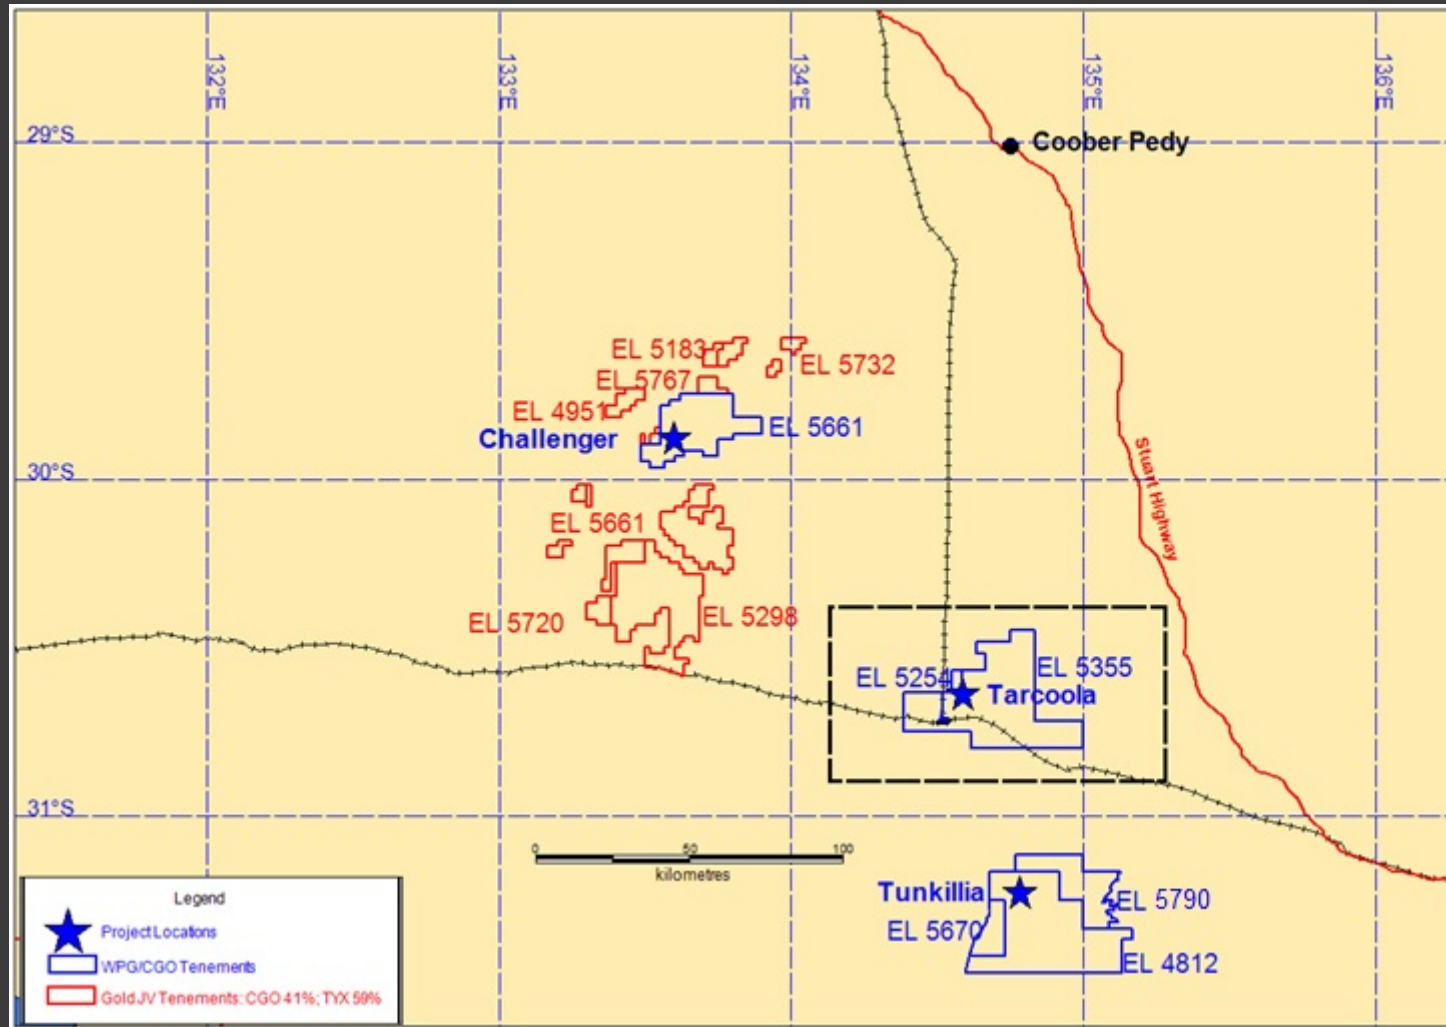 132°E
133°E
134°E
135°E
136°E
29°S
Coober Pedy
EL 5183
EL 5732
EL 5767
EL 4951
EL 5661
Challenger
30°S
Stuart Highway
EL 5661
EL 5720
EL 5298
EL 5254
EL 5355
Tarcoola
31°S
0 50 100
kilometres
Tunkillia
EL 5790
EL 5670
EL 4812
Legend
Project Locations
WPG/CGO Tenements
Gold JV Tenements: CGO 41%; TYX 59%